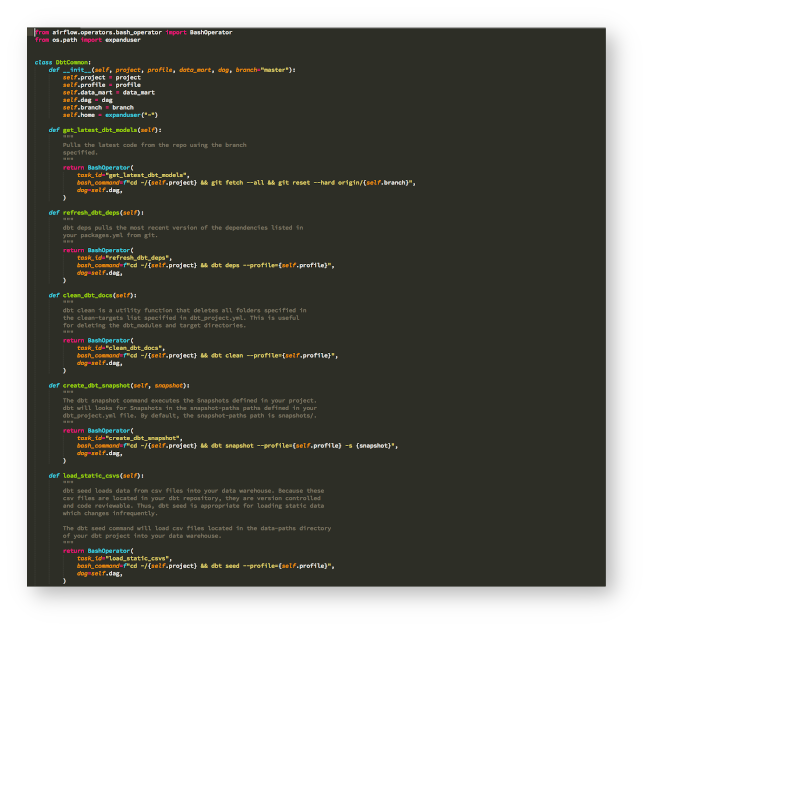 from airflow.operators.bash_operator import BashOperator
from os.path import expanduser
class DbtCommon:
def __init__(self, project, profile, data_mart, dag, branch="master"):
self.project = project
self.profile = profile
self.data_mart = data_mart
self.dag = dag
self.branch = branch
self.home = expanduser("~")
def get_latest_dbt_models(self):
"""
Pulls the latest code from the repo using the branch
specified.
"""
return BashOperator(
task_id="get_latest_dbt_models",
bash_command=f"cd ~/{self.project} && git fetch --all && git reset --hard origin/{self.branch}",
dag=self.dag,
)
def refresh_dbt_deps(self):
"""
dbt deps pulls the most recent version of the dependencies listed in
your packages.yml from git.
"""
return BashOperator(
task_id="refresh_dbt_deps",
bash_command=f"cd ~/{self.project} && dbt deps --profile={self.profile}",
dag=self.dag,
)
def clean_dbt_docs(self):
"""
dbt clean is a utility function that deletes all folders specified in
the clean-targets list specified in dbt_project.yml. This is useful
for deleting the dbt_modules and target directories.
"""
return BashOperator(
task_id="clean_dbt_docs",
bash_command=f"cd ~/{self.project} && dbt clean --profile={self.profile}",
dag=self.dag,
)
def create_dbt_snapshot(self, snapshot):
"""
The dbt snapshot command executes the Snapshots defined in your project.
dbt will looks for Snapshots in the snapshot-paths paths defined in your
dbt_project.yml file. By default, the snapshot-paths path is snapshots/.
"""
return BashOperator(
task_id="create_dbt_snapshot",
bash_command=f"cd ~/{self.project} && dbt snapshot --profile={self.profile} -s {snapshot}",
dag=self.dag,
)
def load_static_csvs(self):
"""
dbt seed loads data from csv files into your data warehouse. Because these
csv files are located in your dbt repository, they are version controlled
and code reviewable. Thus, dbt seed is appropriate for loading static data
which changes infrequently.
The dbt seed command will load csv files located in the data-paths directory
of your dbt project into your data warehouse.
"""
return BashOperator(
task_id="load_static_csvs",
bash_command=f"cd ~/{self.project} && dbt seed --profile={self.profile}",
dag=self.dag,
)